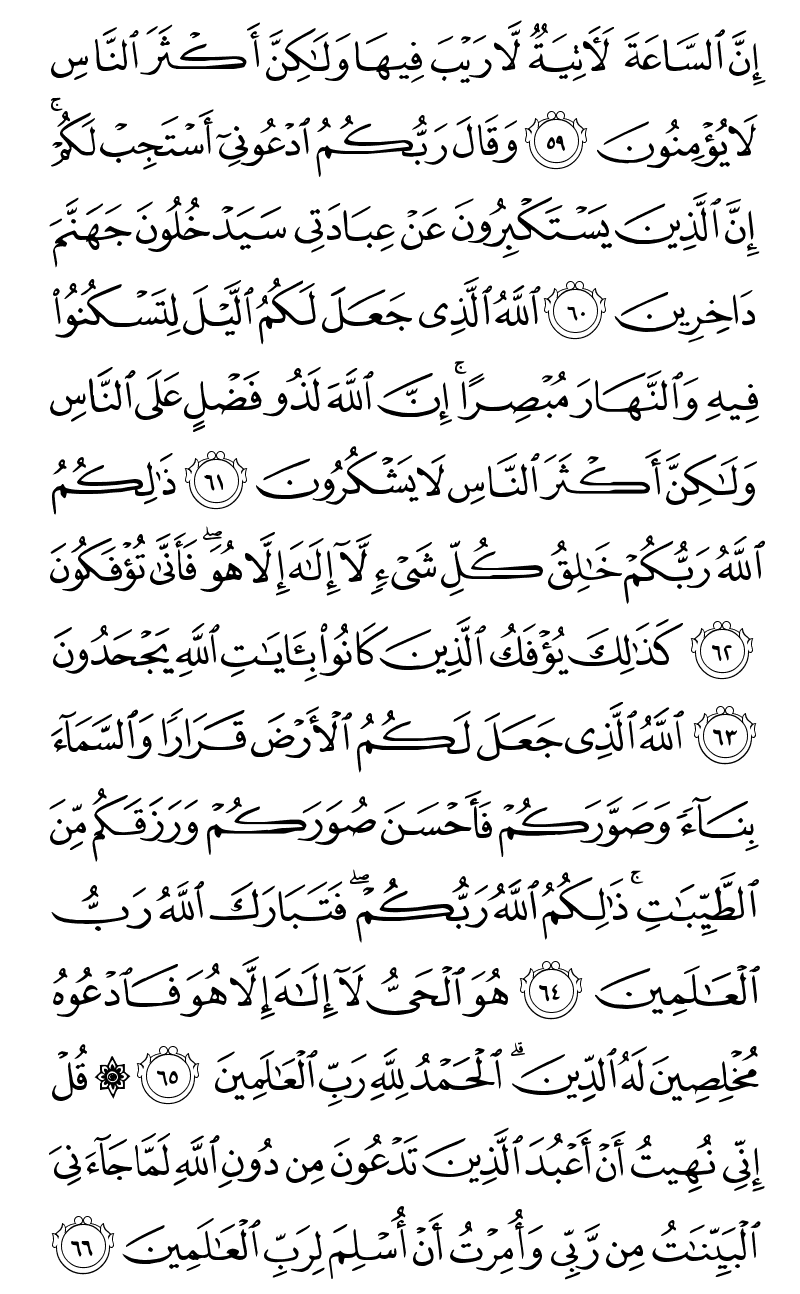 إِنَّ ٱلسَّاعَةَ لَأٓتِيَةٌ لَّا رَيۡبَ فِيهَا وَلَٰكِنَّ أَكۡثَرَ ٱلنَّاسِ
لَا يُؤۡمِنُونَ ٥٩ وَقَالَ رَبُّكُمُ ٱدۡعُونِيٓ أَسۡتَجِبۡ لَكُمۡۚ
إِنَّ ٱلَّذِينَ يَسۡتَكۡبِرُونَ عَنۡ عِبَادَتِي سَيَدۡخُلُونَ جَهَنَّمَ
دَاخِرِينَ ٦٠ ٱللَّهُ ٱلَّذِي جَعَلَ لَكُمُ ٱلَّيۡلَ لِتَسۡكُنُواْ
فِيهِ وَٱلنَّهَارَ مُبۡصِرًاۚ إِنَّ ٱللَّهَ لَذُو فَضۡلٍ عَلَى ٱلنَّاسِ
وَلَٰكِنَّ أَكۡثَرَ ٱلنَّاسِ لَا يَشۡكُرُونَ ٦١ ذَٰلِكُمُ
ٱللَّهُ رَبُّكُمۡ خَٰلِقُ كُلِّ شَيۡءٖ لَّآ إِلَٰهَ إِلَّا هُوَۖ فَأَنَّىٰ تُؤۡفَكُونَ
٦٢ كَذَٰلِكَ يُؤۡفَكُ ٱلَّذِينَ كَانُواْ بِـَٔايَٰتِ ٱللَّهِ يَجۡحَدُونَ
٦٣ ٱللَّهُ ٱلَّذِي جَعَلَ لَكُمُ ٱلۡأَرۡضَ قَرَارٗا وَٱلسَّمَآءَ
بِنَآءٗ وَصَوَّرَكُمۡ فَأَحۡسَنَ صُوَرَكُمۡ وَرَزَقَكُم مِّنَ
ٱلطَّيِّبَٰتِۚ ذَٰلِكُمُ ٱللَّهُ رَبُّكُمۡۖ فَتَبَارَكَ ٱللَّهُ رَبُّ
ٱلۡعَٰلَمِينَ ٦٤ هُوَ ٱلۡحَيُّ لَآ إِلَٰهَ إِلَّا هُوَ فَٱدۡعُوهُ
مُخۡلِصِينَ لَهُ ٱلدِّينَۗ ٱلۡحَمۡدُ لِلَّهِ رَبِّ ٱلۡعَٰلَمِينَ ٦٥ ۞ قُلۡ
إِنِّي نُهِيتُ أَنۡ أَعۡبُدَ ٱلَّذِينَ تَدۡعُونَ مِن دُونِ ٱللَّهِ لَمَّا جَآءَنِيَ
ٱلۡبَيِّنَٰتُ مِن رَّبِّي وَأُمِرۡتُ أَنۡ أُسۡلِمَ لِرَبِّ ٱلۡعَٰلَمِينَ ٦٦